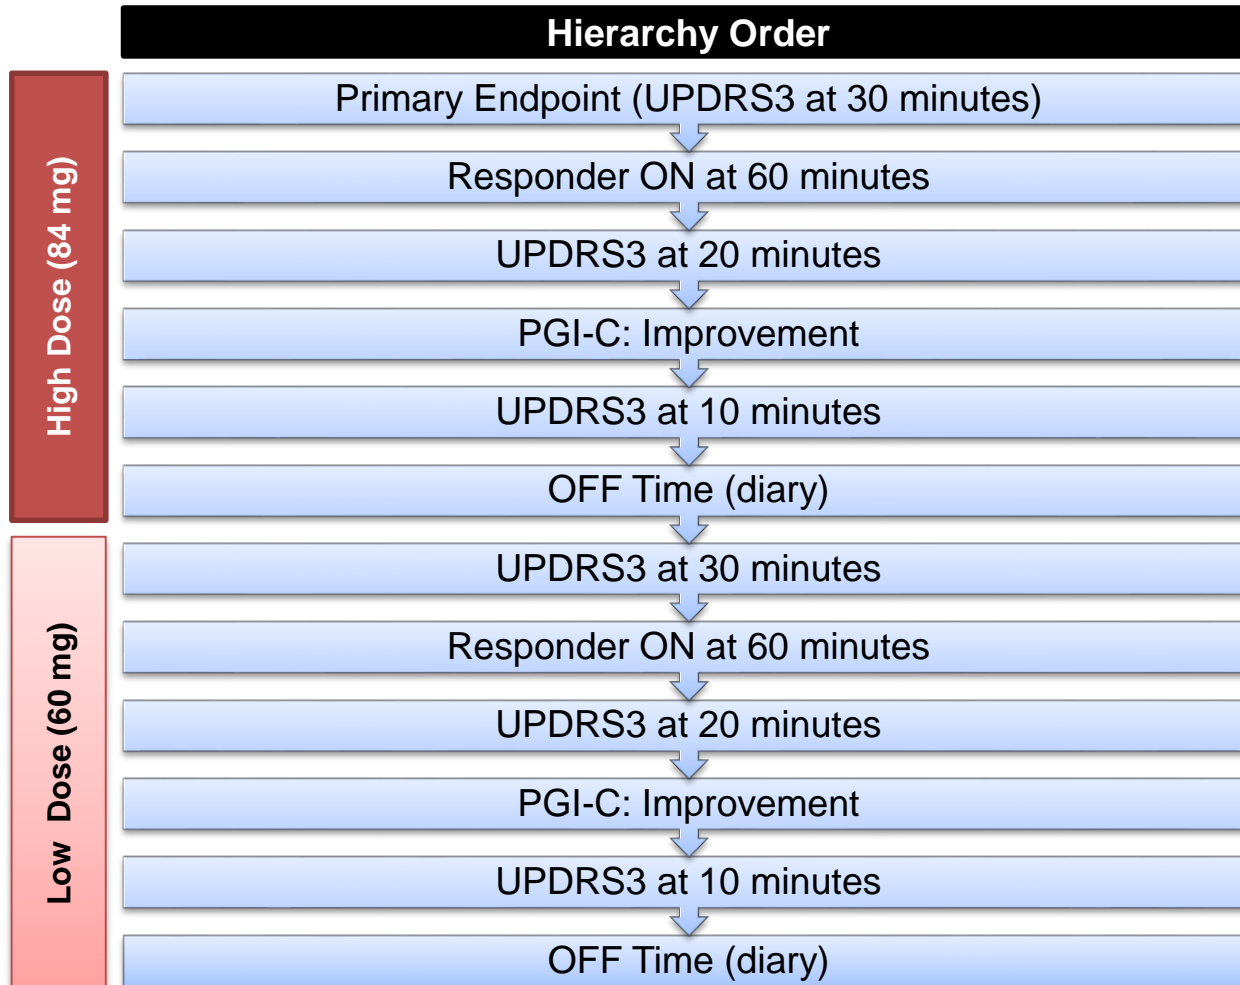 Hierarchy Order
High Dose (84 mg)
Primary Endpoint (UPDRS3 at 30 minutes)
Responder ON at 60 minutes
UPDRS3 at 20 minutes
PGI-C: Improvement
UPDRS3 at 10 minutes
OFF Time (diary)
Low Dose (60 mg)
UPDRS3 at 30 minutes
Responder ON at 60 minutes
UPDRS3 at 20 minutes
PGI-C: Improvement
UPDRS3 at 10 minutes
OFF Time (diary)